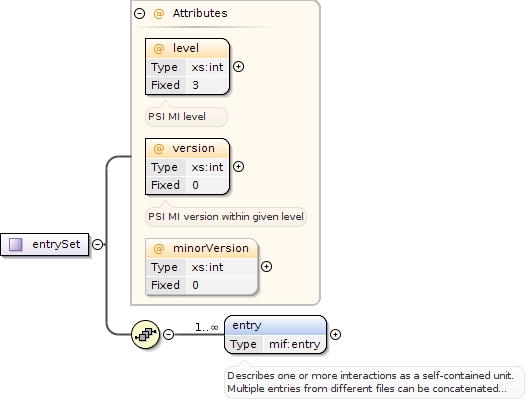 @ Attributes
@ level
Type xs:int
Fixed 3
PSI MI level
@ version
Type xs:int
Fixed 0
PSI MI version within given level
@ minorVersion
Type xs:int
Fixed 0
entrySet
1..∞
entry
Type mif:entry
Describes one or more interactions as a self-contained unit.
Multiple entries from different files can be concatenated...